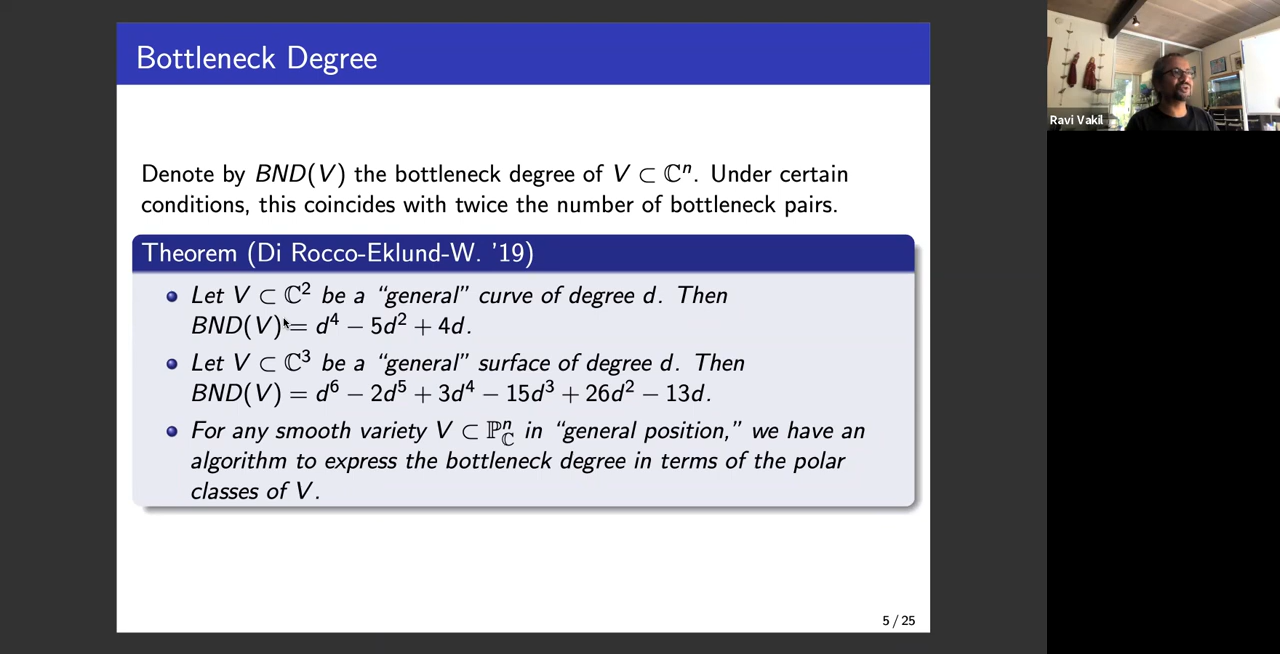 Bottleneck Degree
Denote by BND(V) the bottleneck degree of V ⊂ ℂⁿ. Under certain
conditions, this coincides with twice the number of bottleneck pairs.
Theorem (Di Rocco-Eklund-W. '19)
Let V ⊂ ℂ² be a “general” curve of degree d. Then
BND(V) = d⁴ − 5d² + 4d.
Let V ⊂ ℂ³ be a “general” surface of degree d. Then
BND(V) = d⁶ − 2d⁵ + 3d⁴ − 15d³ + 26d² − 13d.
For any smooth variety V ⊂ ℙⁿ_ℂ in “general position,” we have an
algorithm to express the bottleneck degree in terms of the polar
classes of V.
5 / 25
Ravi Vakil